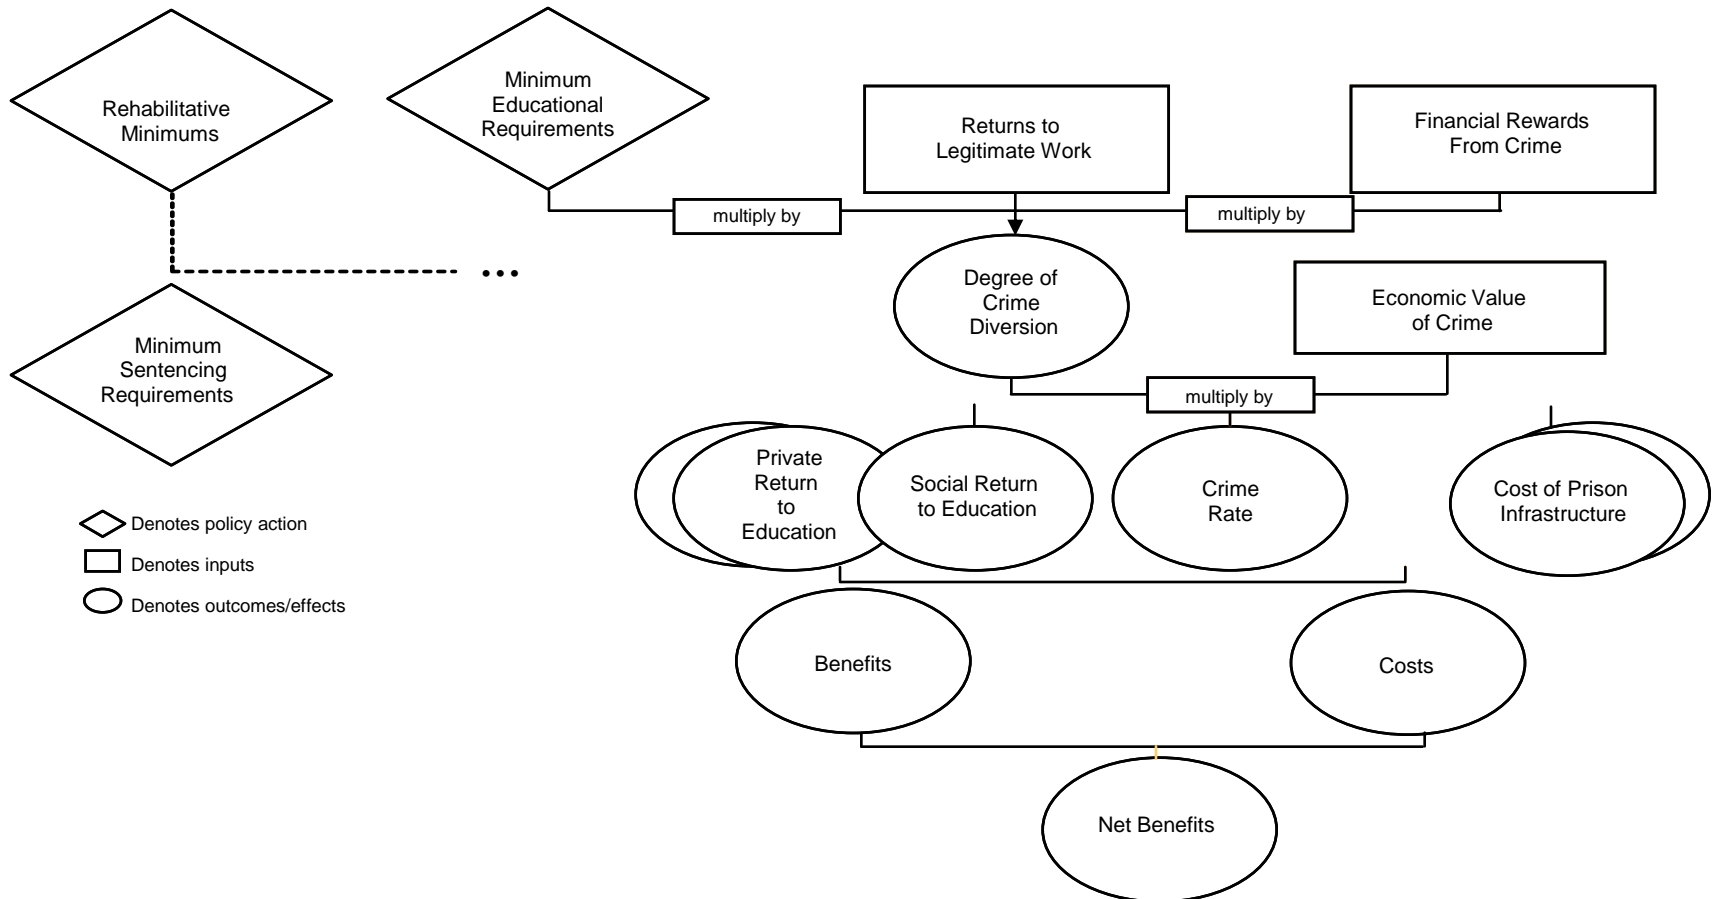 Rehabilitative
Minimums
Minimum
Educational
Requirements
Returns to
Legitimate Work
Financial Rewards
From Crime
multiply by
multiply by
...
Degree of
Crime
Diversion
Economic Value
of Crime
Minimum
Sentencing
Requirements
multiply by
Private
Return
to
Education
Social Return
to Education
Crime
Rate
Cost of Prison
Infrastructure
Denotes policy action
Denotes inputs
Denotes outcomes/effects
Benefits
Costs
Net Benefits